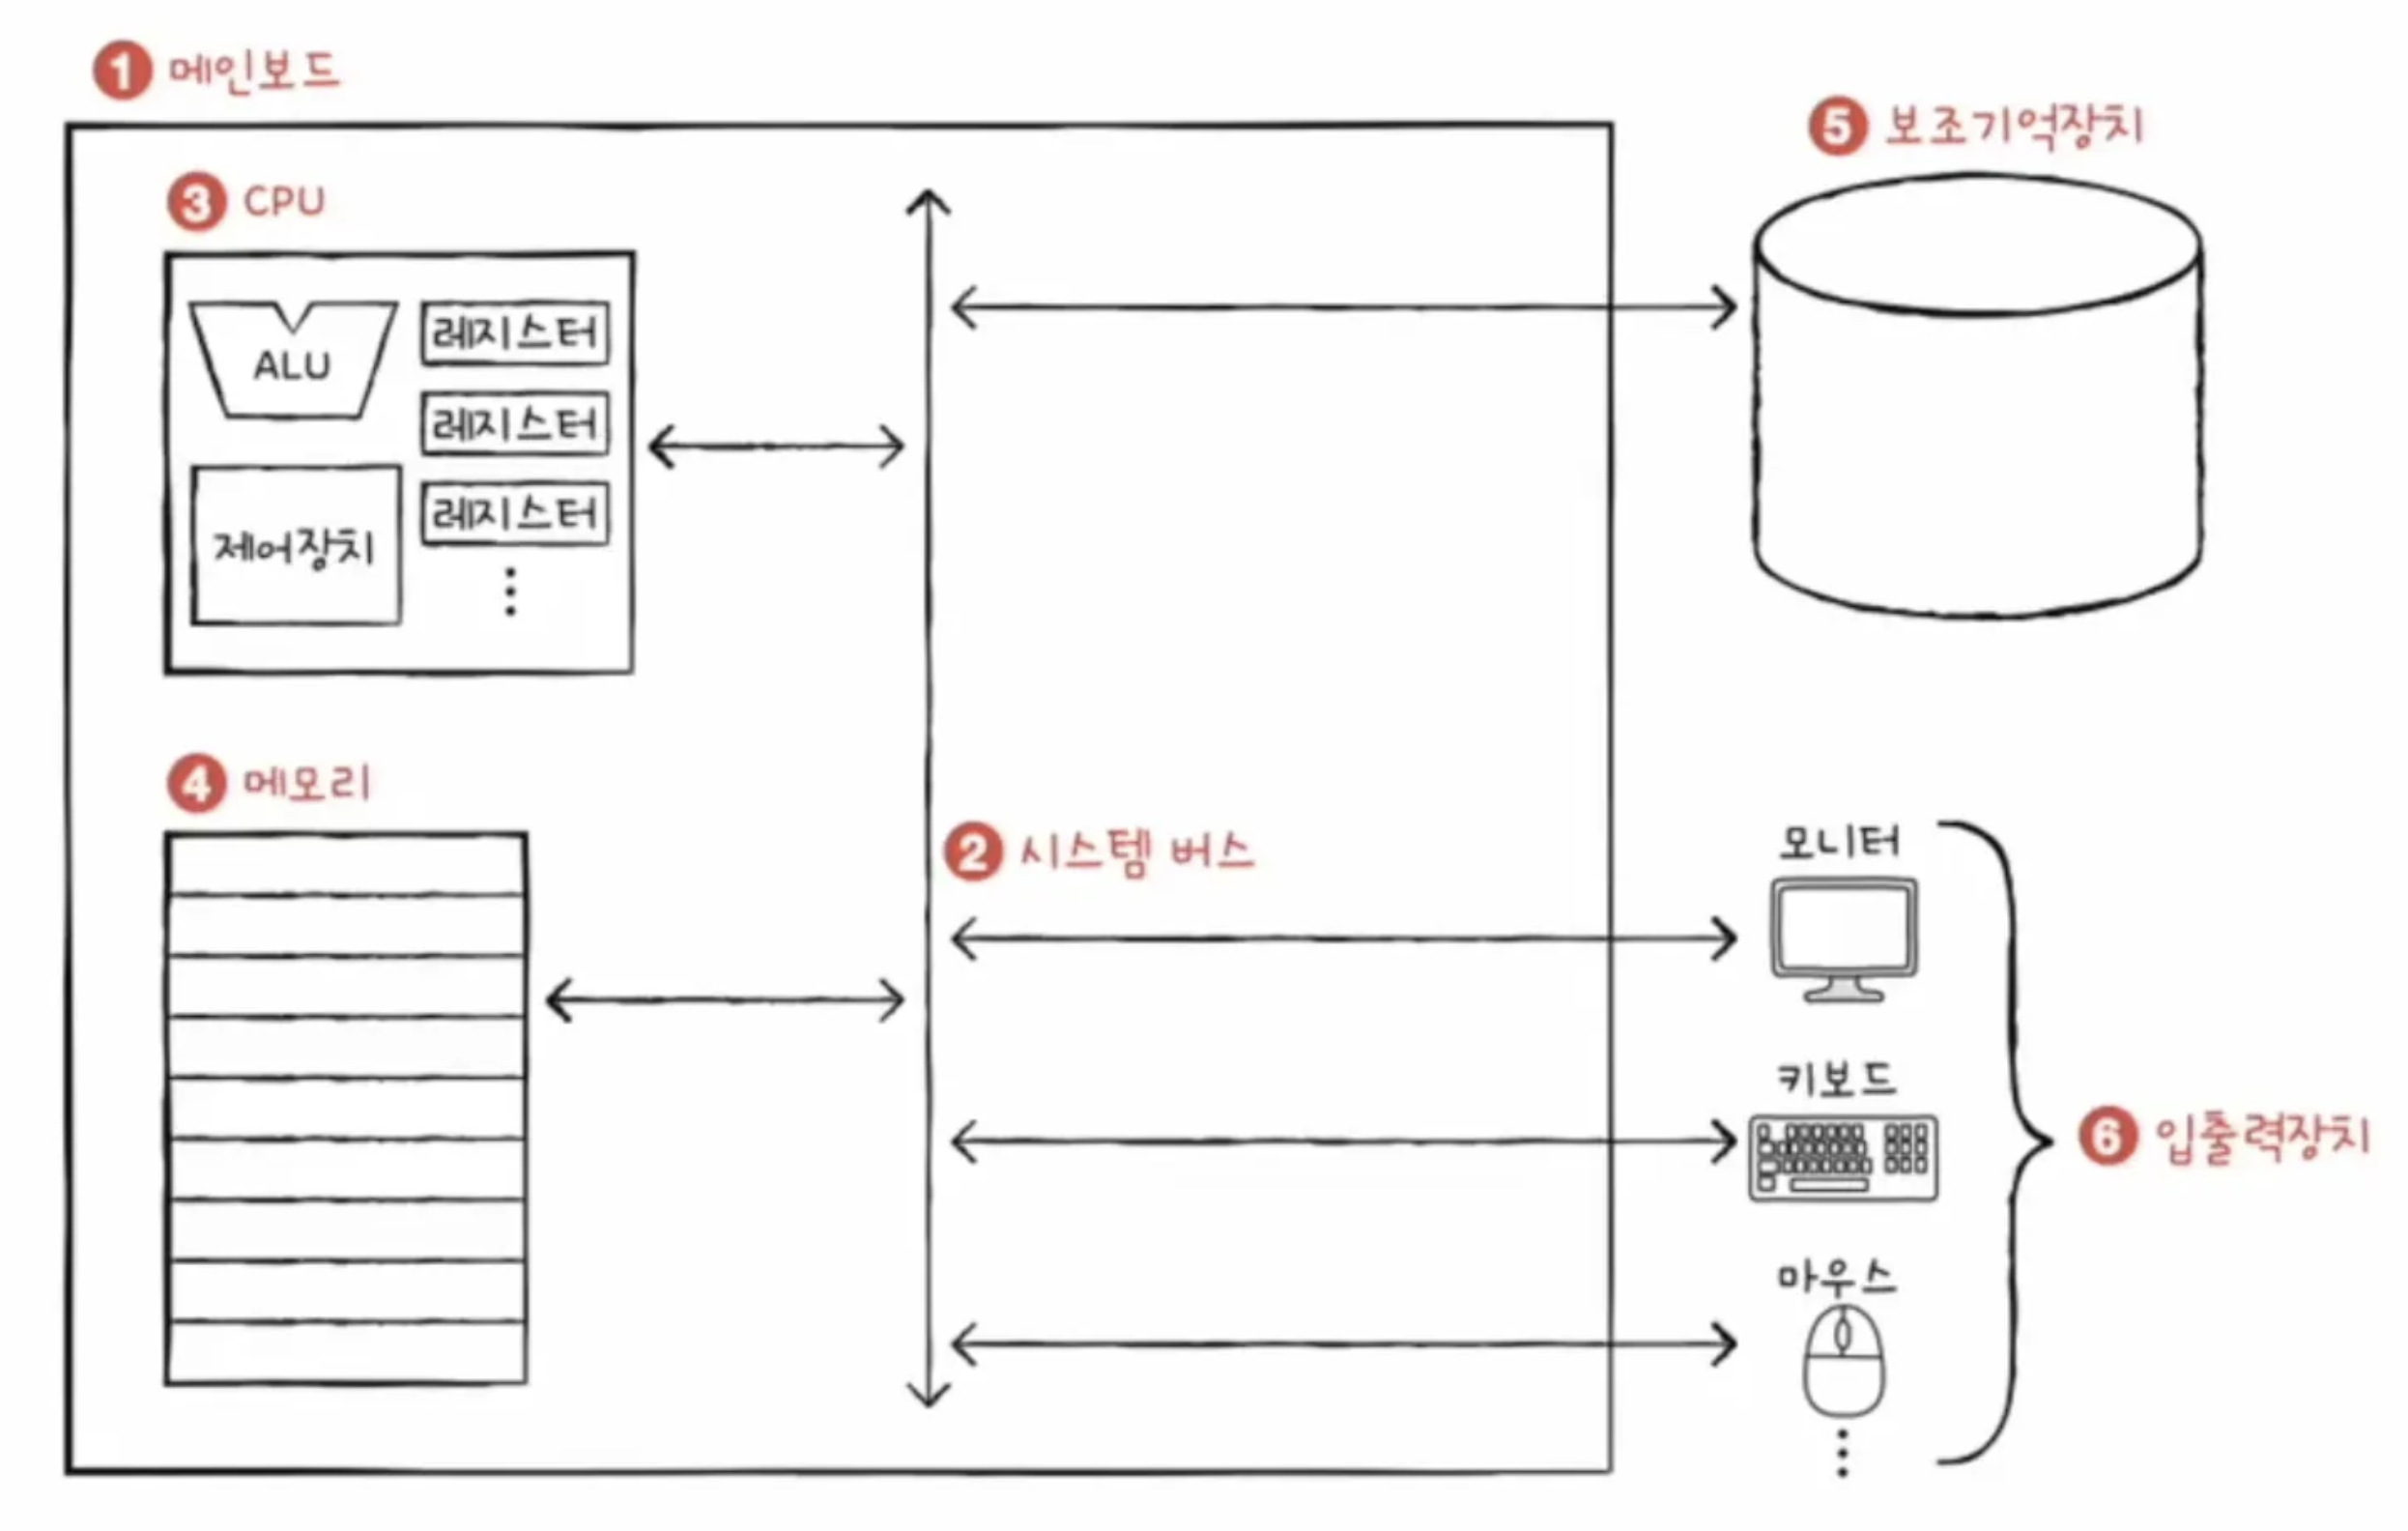 1 메인보드
3 CPU
ALU
레지스터
레지스터
레지스터
제어장치
4 메모리
2 시스템 버스
5 보조기억장치
모니터
키보드
마우스
6 입출력장치